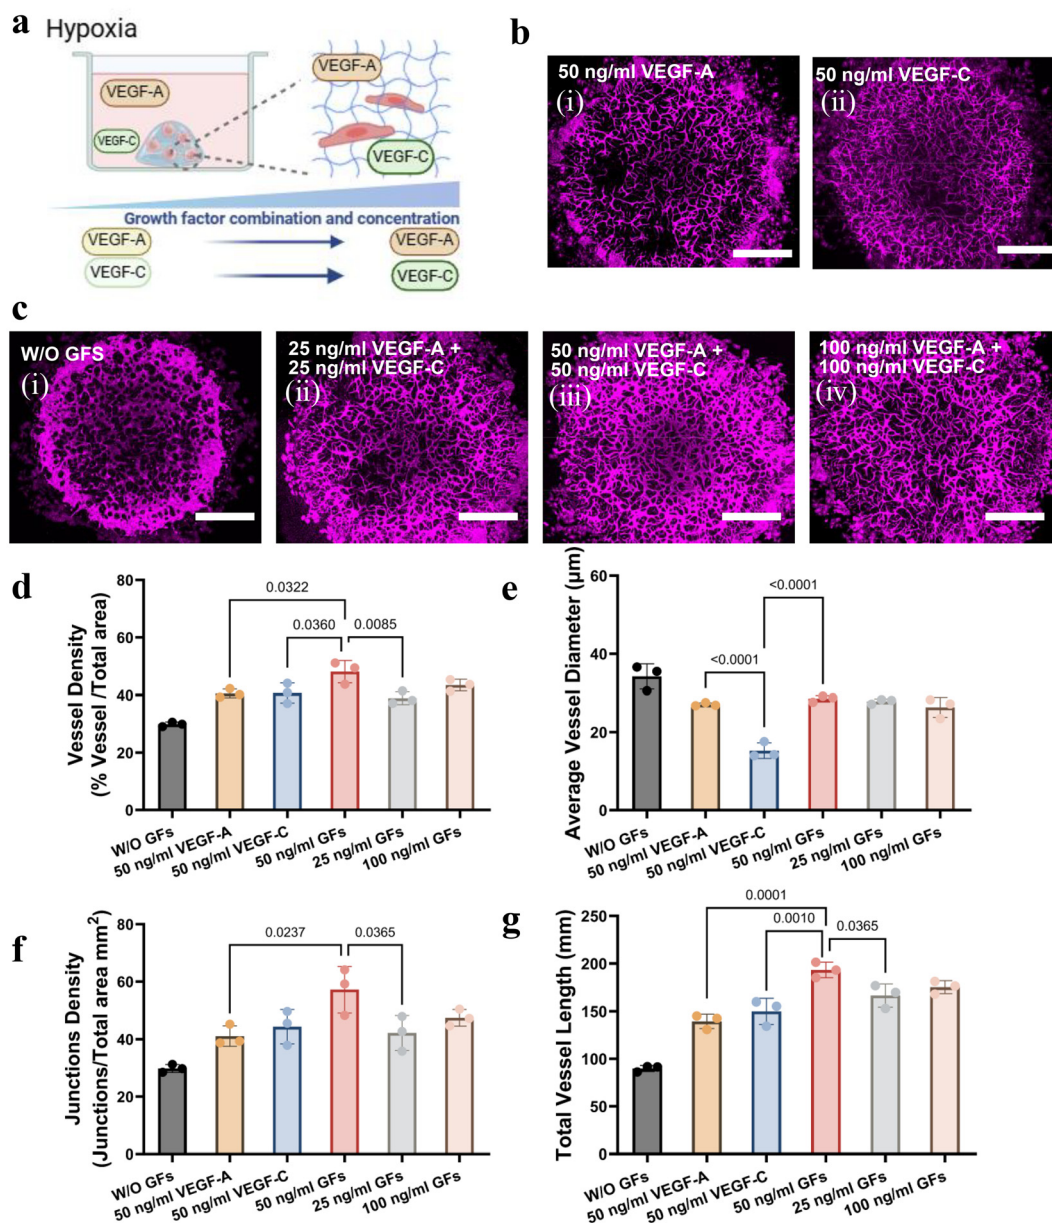 a
Hypoxia
VEGF-A
VEGF-C
VEGF-A
VEGF-C
Growth factor combination and concentration
VEGF-A
VEGF-A
VEGF-C
VEGF-C
b
50 ng/ml VEGF-A
(i)
50 ng/ml VEGF-C
(ii)
c
W/O GFS
(i)
25 ng/ml VEGF-A +
25 ng/ml VEGF-C
(ii)
50 ng/ml VEGF-A +
50 ng/ml VEGF-C
(iii)
100 ng/ml VEGF-A +
100 ng/ml VEGF-C
(iv)
d
Vessel Density
(% Vessel /Total area)
80
60
40
20
0
0.0322
0.0360
0.0085
W/O GFs
50 ng/ml VEGF-A
50 ng/ml VEGF-C
50 ng/ml GFs
25 ng/ml GFs
100 ng/ml GFs
e
Average Vessel Diameter (µm)
60
40
20
0
<0.0001
<0.0001
W/O GFs
50 ng/ml VEGF-A
50 ng/ml VEGF-C
50 ng/ml GFs
25 ng/ml GFs
100 ng/ml GFs
f
Junctions Density
(Junctions/Total area mm²)
80
60
40
20
0
0.0237
0.0365
W/O GFs
50 ng/ml VEGF-A
50 ng/ml VEGF-C
50 ng/ml GFs
25 ng/ml GFs
100 ng/ml GFs
g
Total Vessel Length (mm)
250
200
150
100
50
0
0.0001
0.0010
0.0365
W/O GFs
50 ng/ml VEGF-A
50 ng/ml VEGF-C
50 ng/ml GFs
25 ng/ml GFs
100 ng/ml GFs